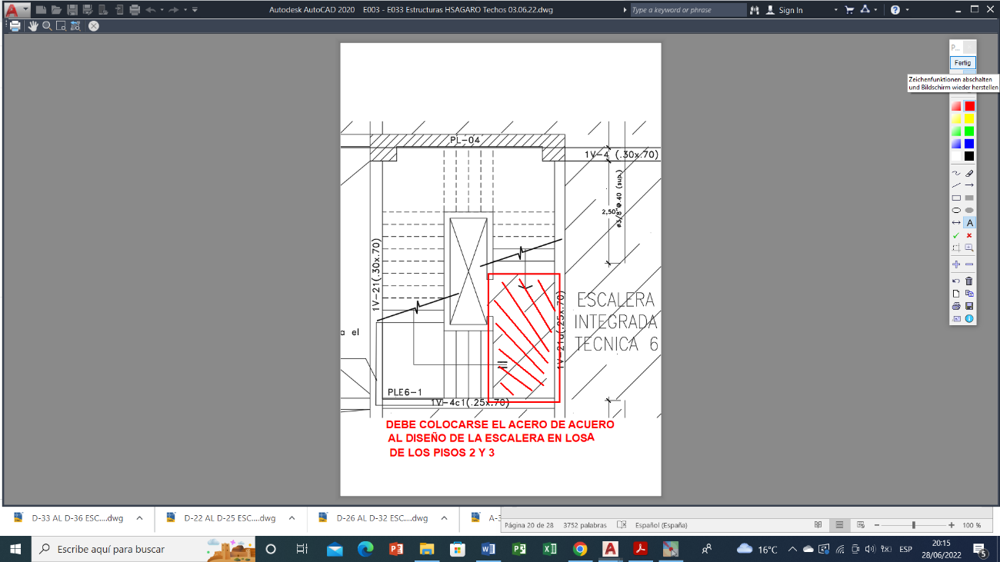 Autodesk AutoCAD 2020 E003 - E033 Estructuras HSAGARO Techos 03.06.22.dwg
Type a keyword or phrase
Sign In
P...
Fertig
Zeichenfunktionen abschalten
und Bildschirm wieder herstellen
A
PL-04
1V-4 (.30x.70)
ø3/8"@.40 (sup.)
2,50
1V-21(.30x.70)
1V-21a(.25x.70)
ESCALERA
INTEGRADA
TECNICA 6
a el
PLE6-1
1V-4c1(.25x.70)
DEBE COLOCARSE EL ACERO DE ACUERO
AL DISEÑO DE LA ESCALERA EN LOSA
DE LOS PISOS 2 Y 3
D-33 AL D-36 ESC....dwg
D-22 AL D-25 ESC....dwg
D-26 AL D-32 ESC....dwg
A-3
Página 20 de 28 3752 palabras Español (España)
100 %
Escribe aquí para buscar
16°C
ESP
20:15
28/06/2022
5